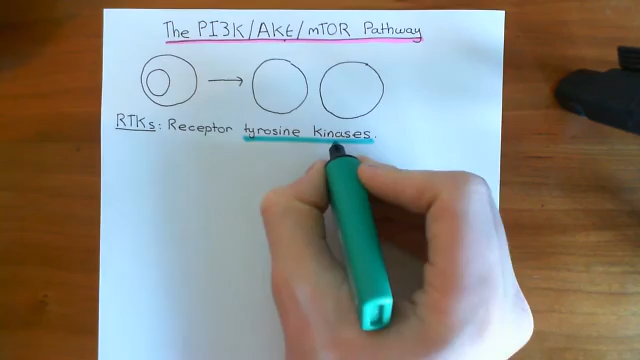 The PI3K/AKt/mTOR Pathway
RTKs: Receptor tyrosine kinases.